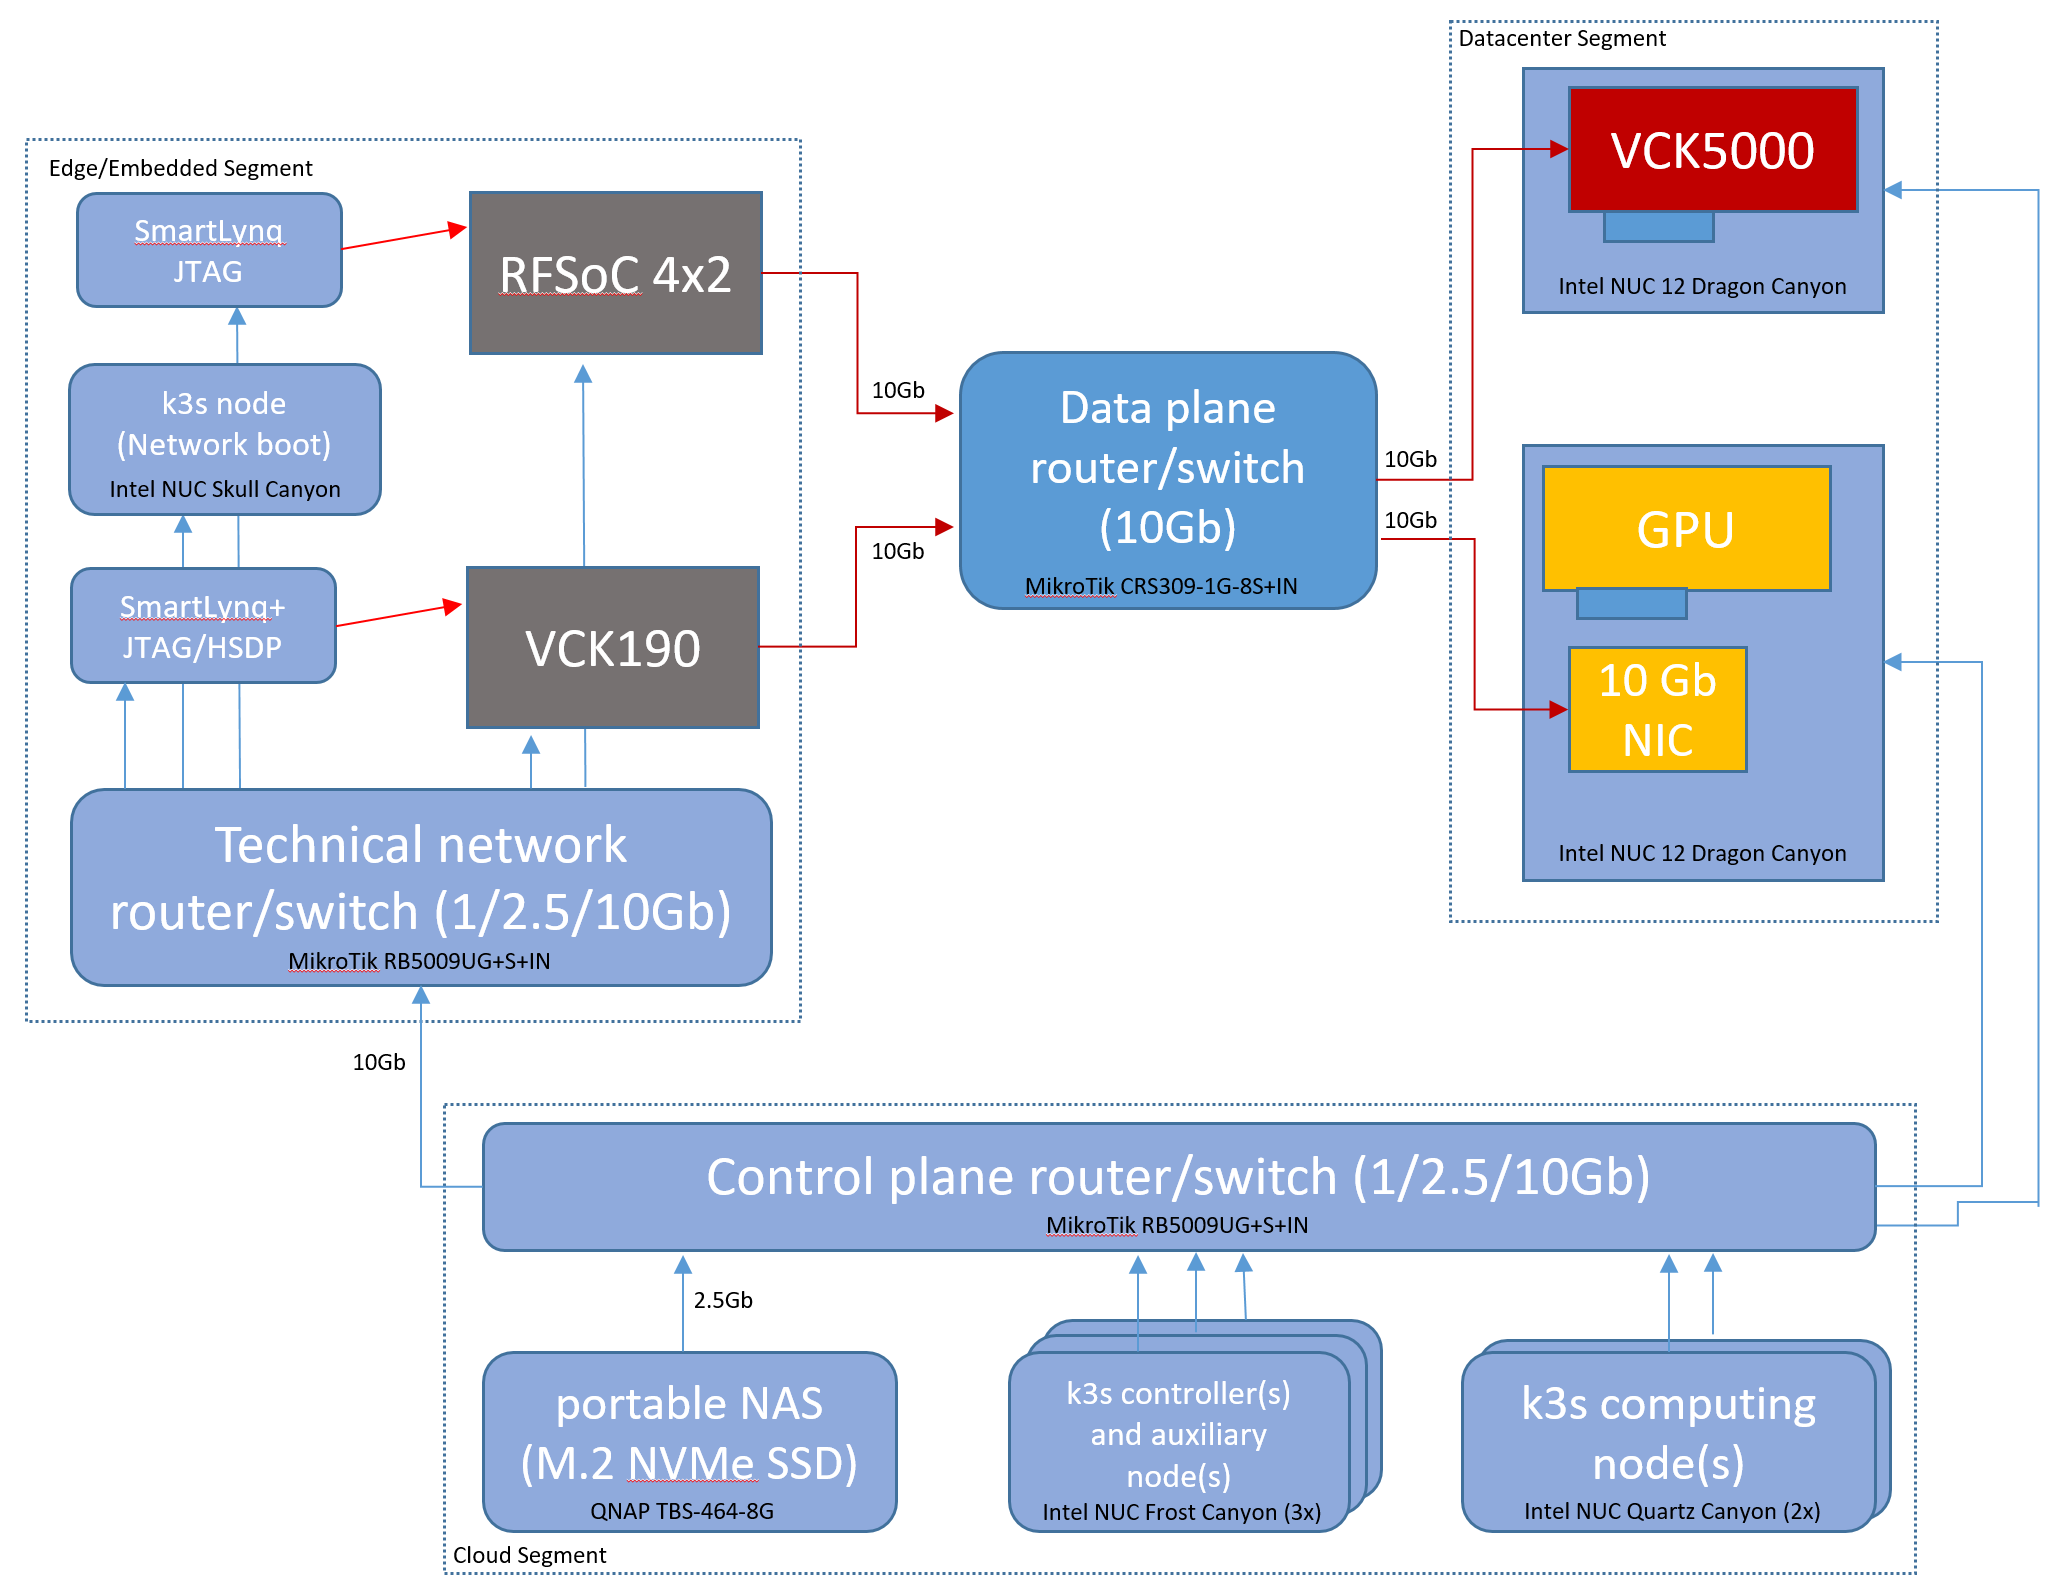 Edge/Embedded Segment
SmartLynq
JTAG
RFSoC 4x2
k3s node
(Network boot)
Intel NUC Skull Canyon
SmartLynq+
JTAG/HSDP
VCK190
Technical network
router/switch (1/2.5/10Gb)
MikroTik RB5009UG+S+IN
10Gb
10Gb
Data plane
router/switch
(10Gb)
MikroTik CRS309-1G-8S+IN
10Gb
10Gb
Datacenter Segment
VCK5000
Intel NUC 12 Dragon Canyon
GPU
10 Gb
NIC
Intel NUC 12 Dragon Canyon
10Gb
Control plane router/switch (1/2.5/10Gb)
MikroTik RB5009UG+S+IN
2.5Gb
portable NAS
(M.2 NVMe SSD)
QNAP TBS-464-8G
k3s controller(s)
and auxiliary
node(s)
Intel NUC Frost Canyon (3x)
k3s computing
node(s)
Intel NUC Quartz Canyon (2x)
Cloud Segment